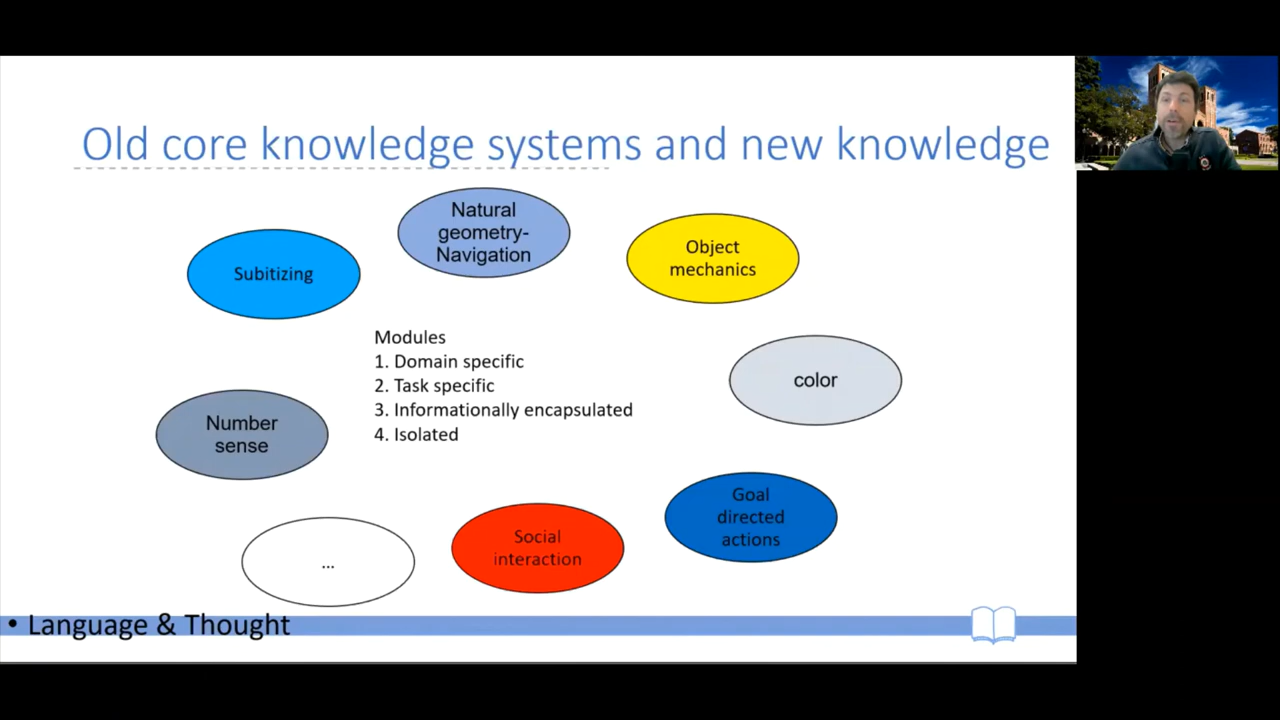 Old core knowledge systems and new knowledge
Natural
geometry-
Navigation
Object
mechanics
Subitizing
Modules
1. Domain specific
2. Task specific
3. Informationally encapsulated
4. Isolated
color
Number
sense
Goal
directed
actions
Social
interaction
...
• Language & Thought